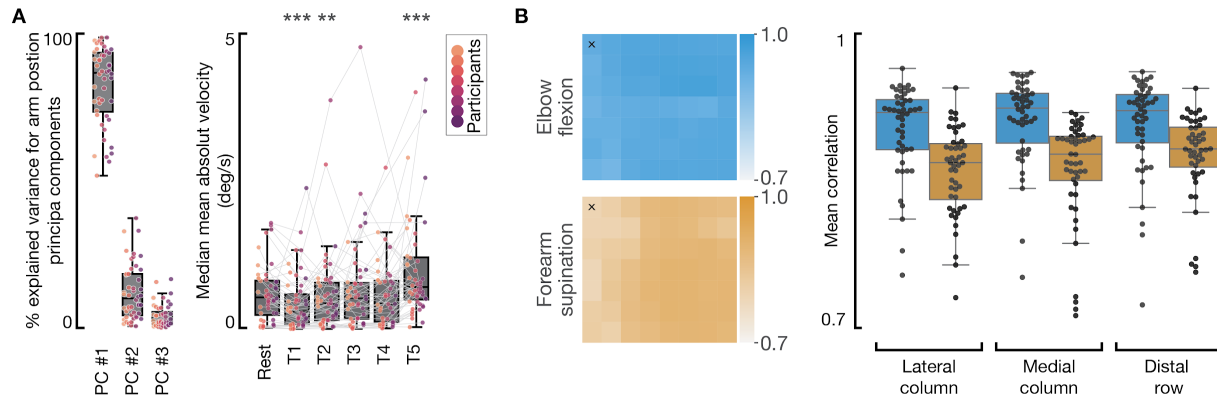 A
B
% explained variance for arm postion
principa components
100
0
PC #1
PC #2
PC #3
Median mean absolut velocity
(deg/s)
5
0
*** ** ***
Rest
T1
T2
T3
T4
T5
Participants
Elbow
flexion
×
1.0
-0.7
Forearm
supination
×
1.0
-0.7
Mean correlation
1
0.7
Lateral
column
Medial
column
Distal
row